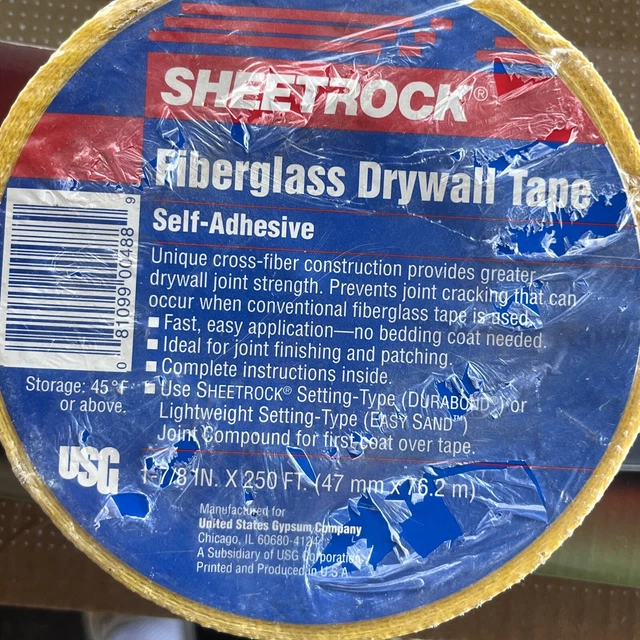 SHEETROCK®
Fiberglass Drywall Tape
Self-Adhesive
Unique cross-fiber construction provides greater
drywall joint strength. Prevents joint cracking that can
occur when conventional fiberglass tape is used.
■ Fast, easy application—no bedding coat needed.
■ Ideal for joint finishing and patching.
■ Complete instructions inside.
■ Use SHEETROCK® Setting-Type (DURABOND™) or
Lightweight Setting-Type (EASY SAND™)
Joint Compound for first coat over tape.
1-7/8 IN. X 250 FT. (47 mm x 76.2 m)
Manufactured for
United States Gypsum Company
Chicago, IL 60680-4124
A Subsidiary of USG Corporation
Printed and Produced in U.S.A.
0 81099 00488 9
Storage: 45°F
or above.
USG